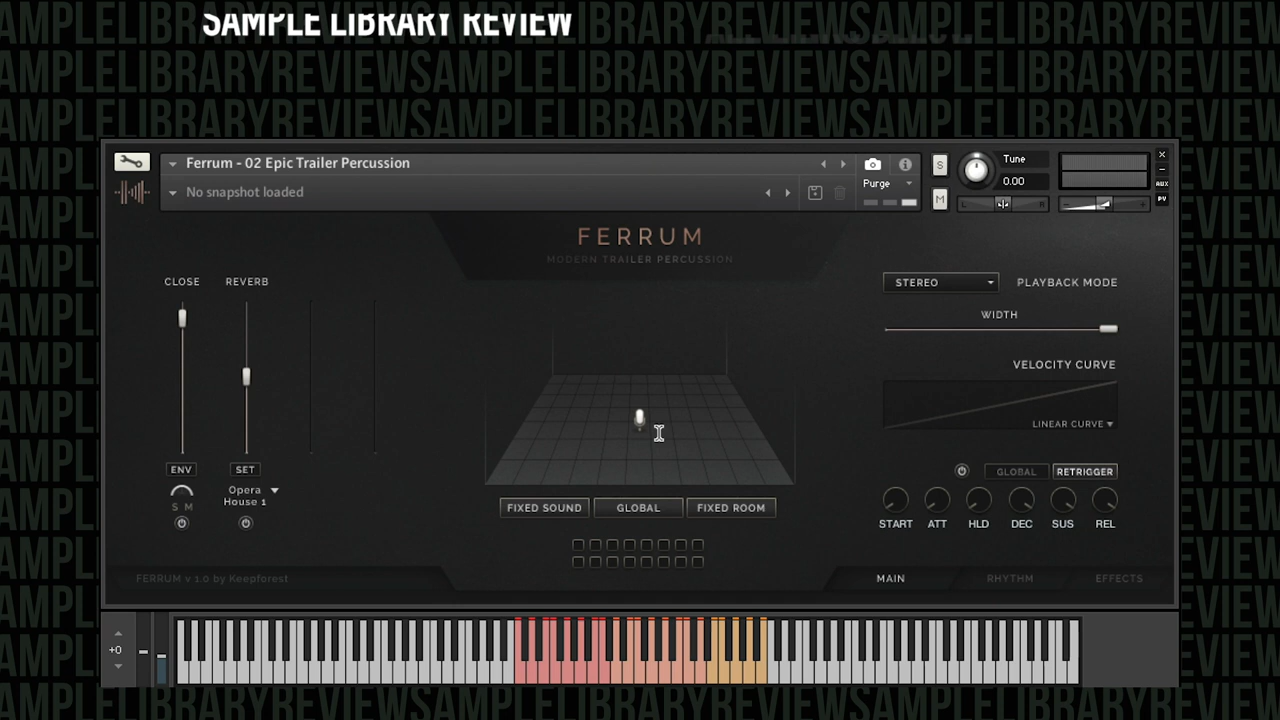 SAMPLE LIBRARY REVIEW
Ferrum - 02 Epic Trailer Percussion
No snapshot loaded
Purge
S
M
Tune
0.00
L
R
AUX
PV
FERRUM
MODERN TRAILER PERCUSSION
CLOSE
REVERB
STEREO
PLAYBACK MODE
WIDTH
VELOCITY CURVE
LINEAR CURVE
ENV
SET
S M
Opera
House 1
FIXED SOUND
GLOBAL
FIXED ROOM
GLOBAL
RETRIGGER
START
ATT
HLD
DEC
SUS
REL
FERRUM v 1.0 by Keepforest
MAIN
RHYTHM
EFFECTS
+0